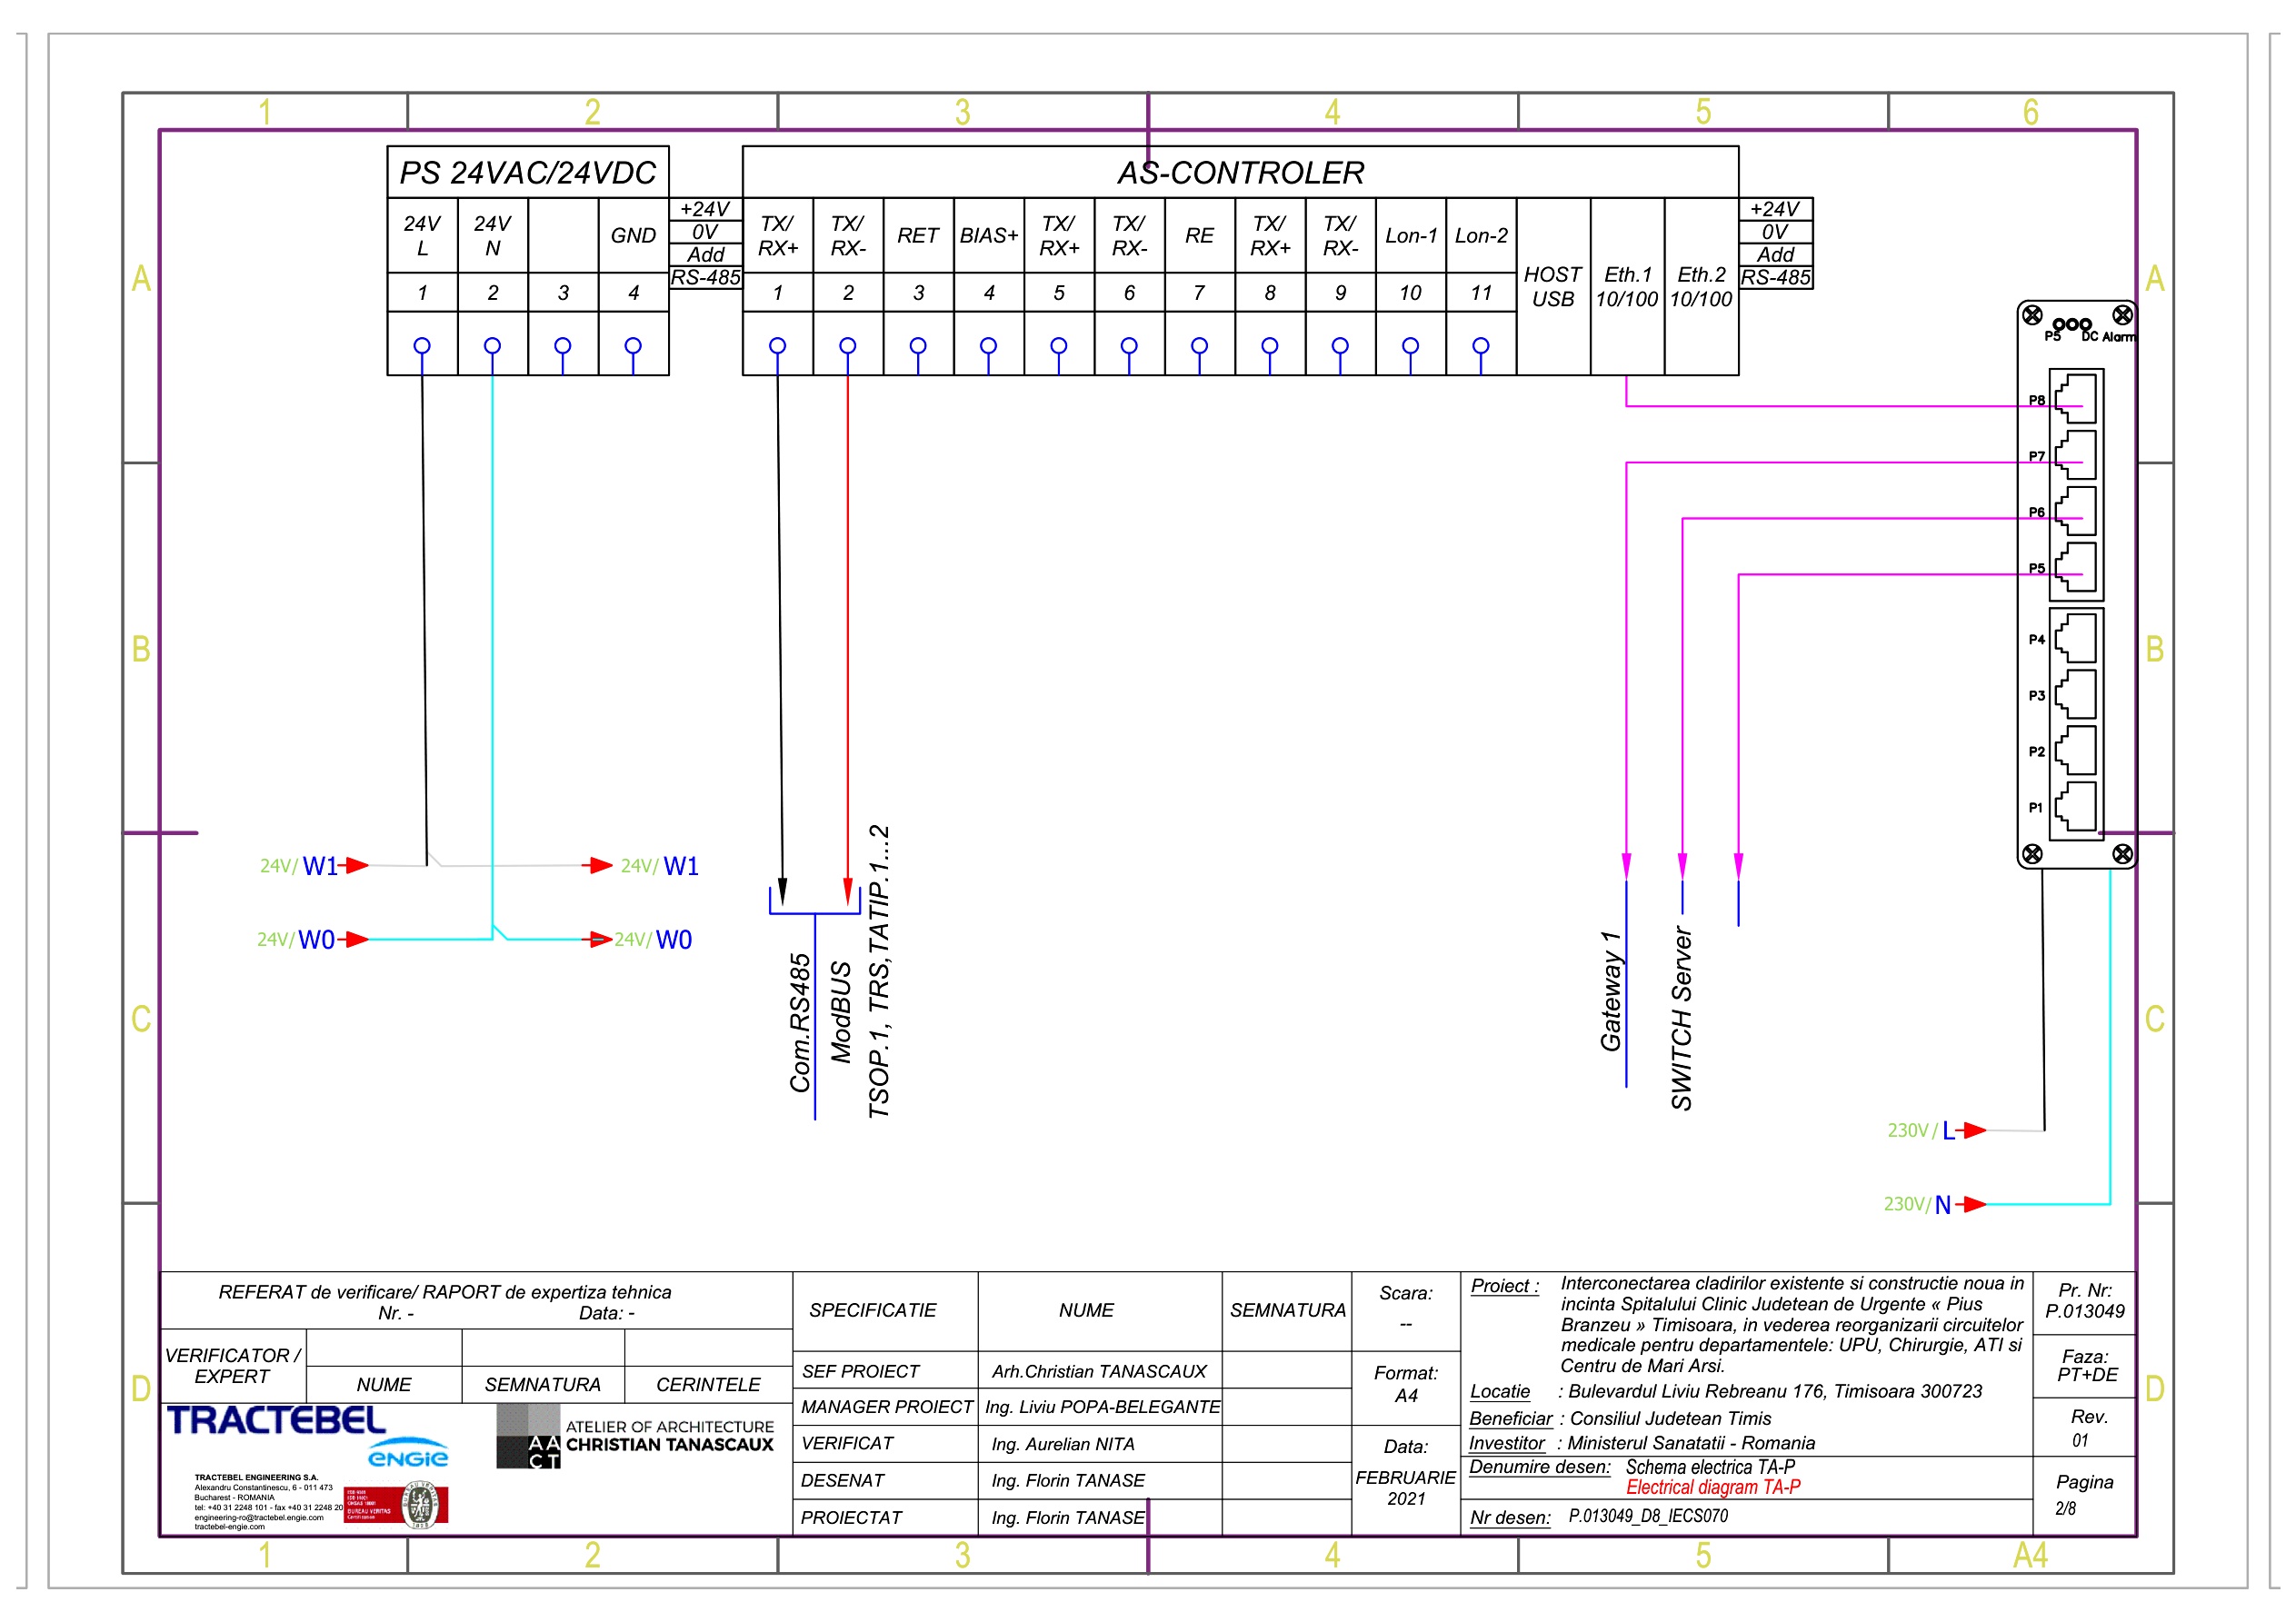 1 2 3 4 5 6
A A
B B
C C
D D
1 2 3 4 5 A4
PS 24VAC/24VDC
24V L
24V N
GND
1 2 3 4
+24V
0V
Add
RS-485
AS-CONTROLER
TX/ RX+
TX/ RX-
RET
BIAS+
TX/ RX+
TX/ RX-
RE
TX/ RX+
TX/ RX-
Lon-1
Lon-2
1 2 3 4 5 6 7 8 9 10 11
HOST USB
Eth.1 10/100
Eth.2 10/100
+24V
0V
Add
RS-485
P5 DC Alarm
P8
P7
P6
P5
P4
P3
P2
P1
24V/ W1
24V/ W1
24V/ W0
24V/ W0
Com.RS485
ModBUS
TSOP.1, TRS,TATIP.1...2
Gateway 1
SWITCH Server
230V/ L
230V/ N
REFERAT de verificare/ RAPORT de expertiza tehnica
Nr. - Data: -
VERIFICATOR /
EXPERT
NUME SEMNATURA CERINTELE
TRACTEBEL
ENGIE
TRACTEBEL ENGINEERING S.A.
Alexandru Constantinescu, 6 - 011 473
Bucharest - ROMANIA
tel: +40 31 2248 101 - fax +40 31 2248 20
engineering-ro@tractebel.engie.com
tractebel-engie.com
BUREAU VERITAS
Certification
AA
CT
ATELIER OF ARCHITECTURE
CHRISTIAN TANASCAUX
SPECIFICATIE NUME SEMNATURA
SEF PROIECT Arh.Christian TANASCAUX
MANAGER PROIECT Ing. Liviu POPA-BELEGANTE
VERIFICAT Ing. Aurelian NITA
DESENAT Ing. Florin TANASE
PROIECTAT Ing. Florin TANASE
Scara:
--
Format:
A4
Data:
FEBRUARIE
2021
Proiect : Interconectarea cladirilor existente si constructie noua in
incinta Spitalului Clinic Judetean de Urgente « Pius
Branzeu » Timisoara, in vederea reorganizarii circuitelor
medicale pentru departamentele: UPU, Chirurgie, ATI si
Centru de Mari Arsi.
Locatie : Bulevardul Liviu Rebreanu 176, Timisoara 300723
Beneficiar : Consiliul Judetean Timis
Investitor : Ministerul Sanatatii - Romania
Denumire desen: Schema electrica TA-P
Electrical diagram TA-P
Nr desen: P.013049_D8_IECS070
Pr. Nr:
P.013049
Faza:
PT+DE
Rev.
01
Pagina
2/8